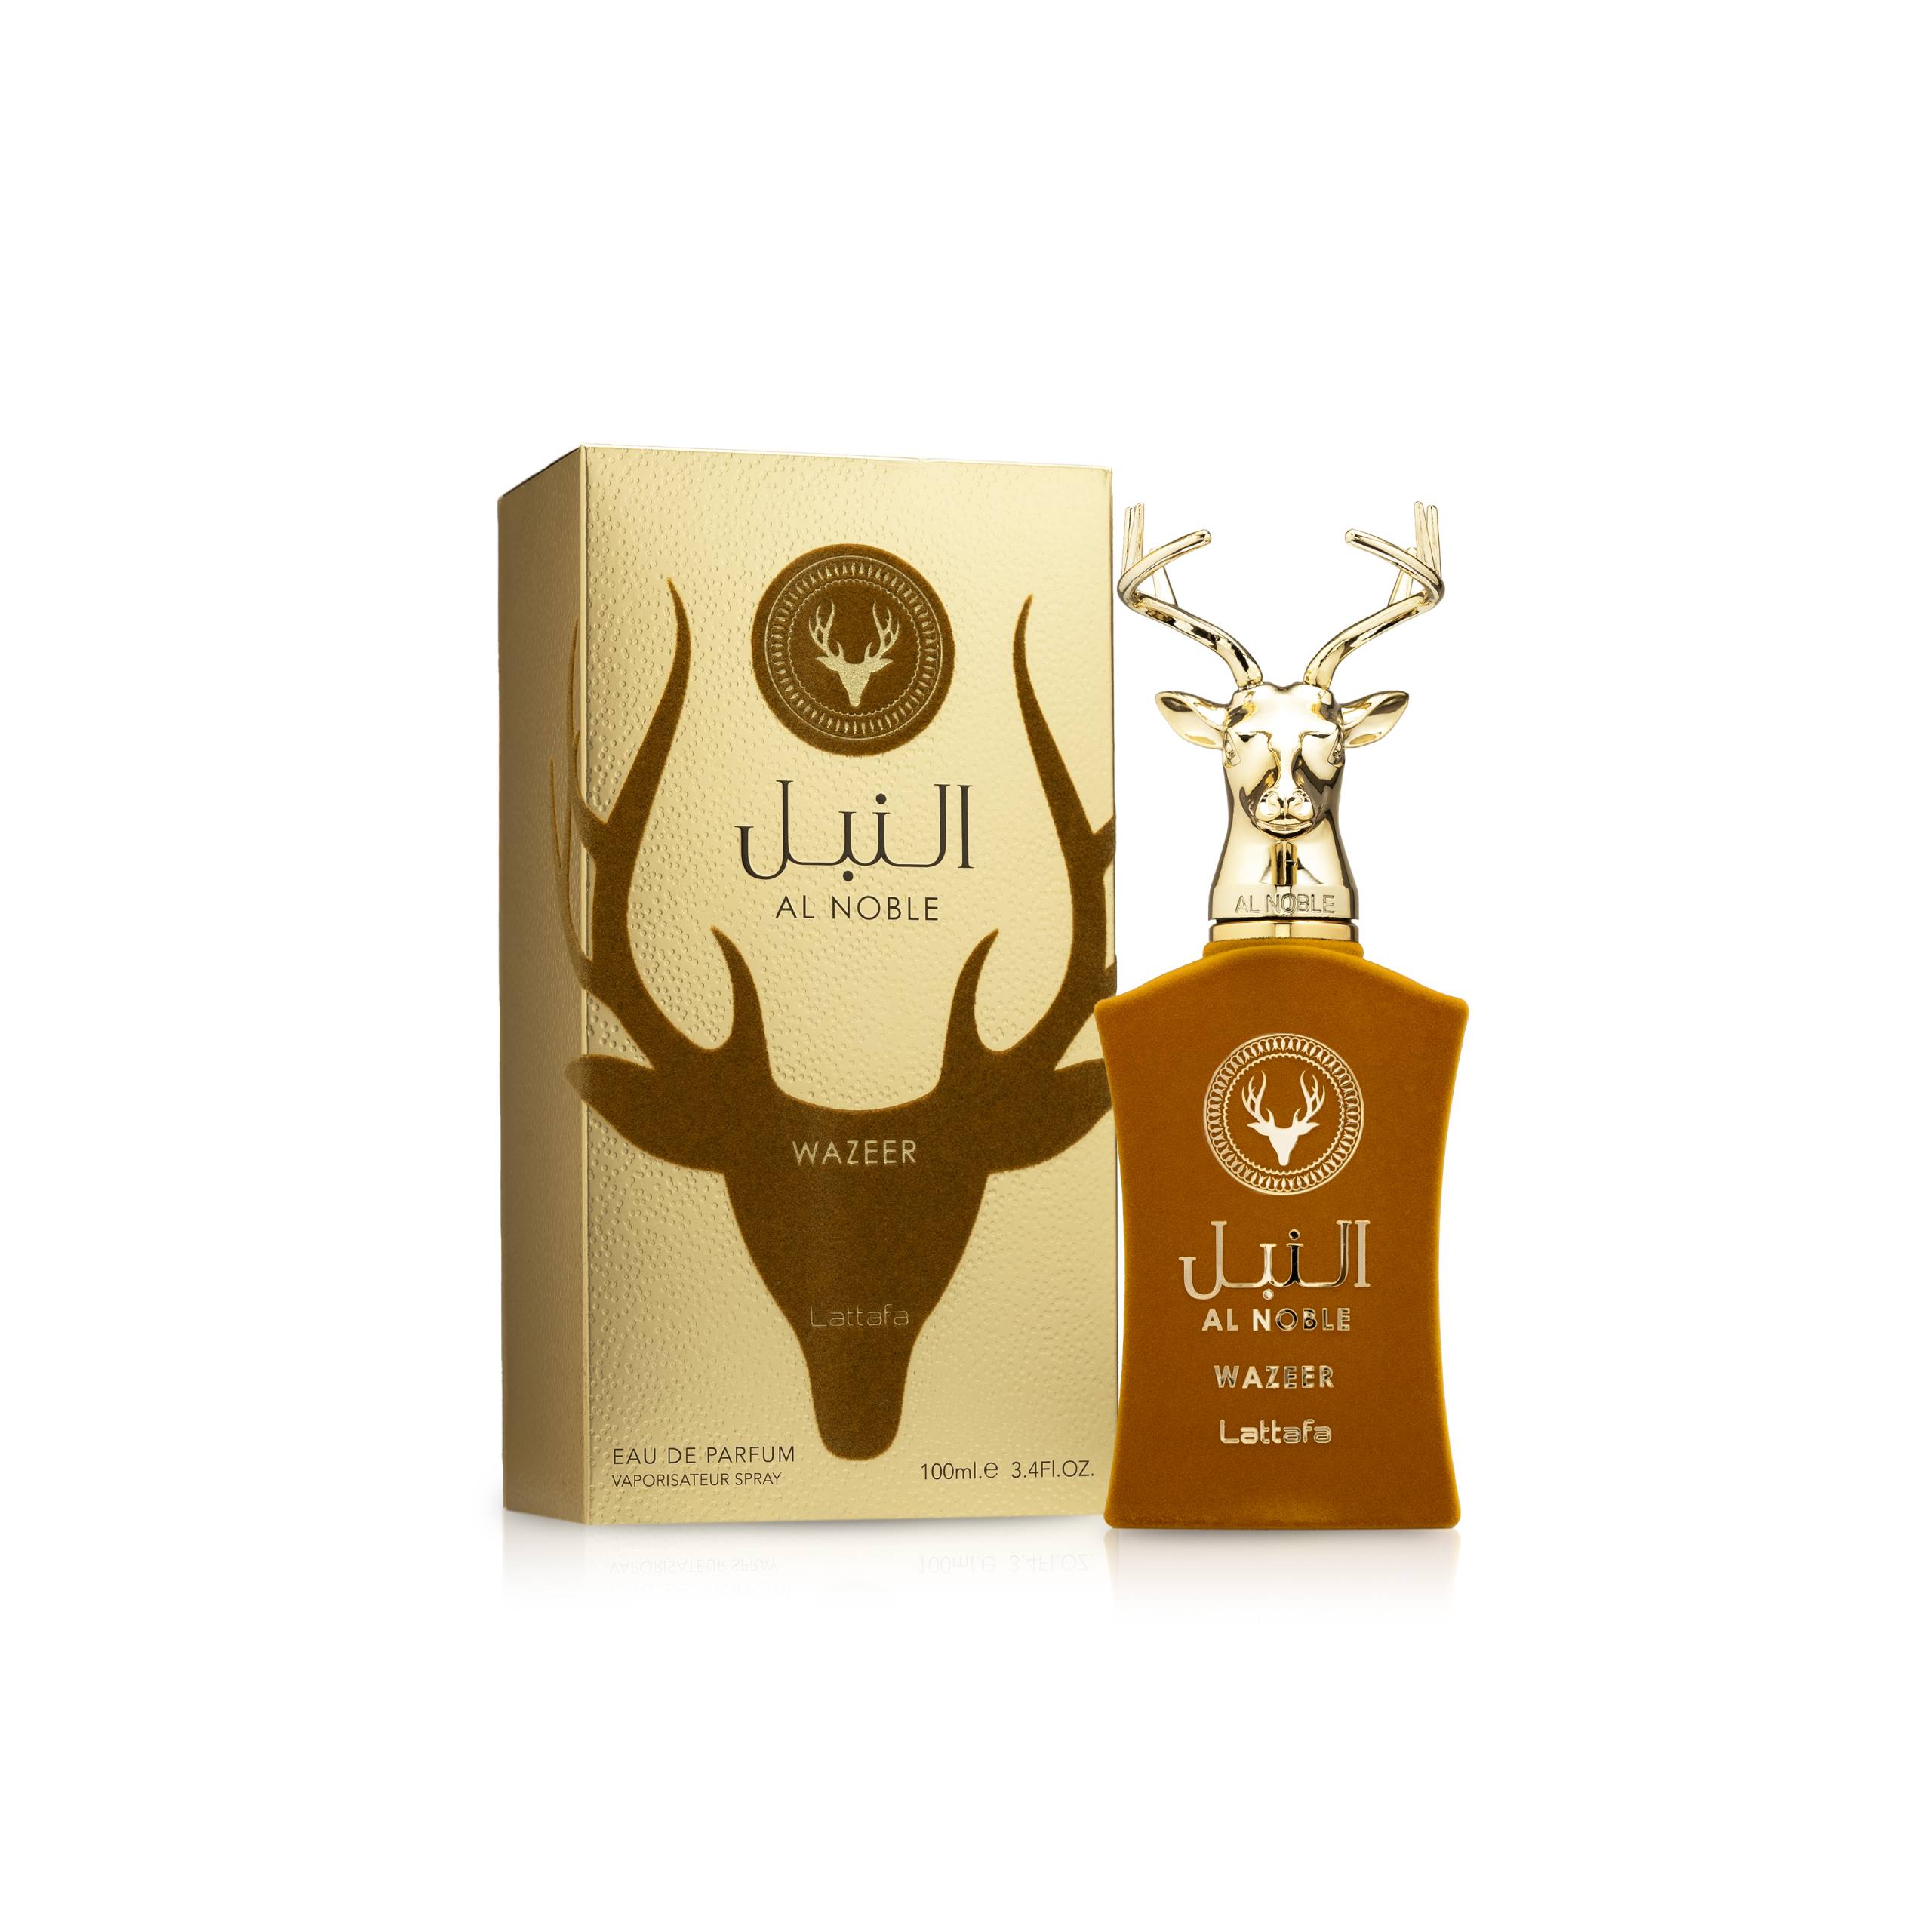 النبل
AL NOBLE
WAZEER
Lattafa
EAU DE PARFUM
VAPORISATEUR SPRAY
100ml.e 3.4Fl.OZ.
AL NOBLE
النبل
AL NOBLE
WAZEER
Lattafa